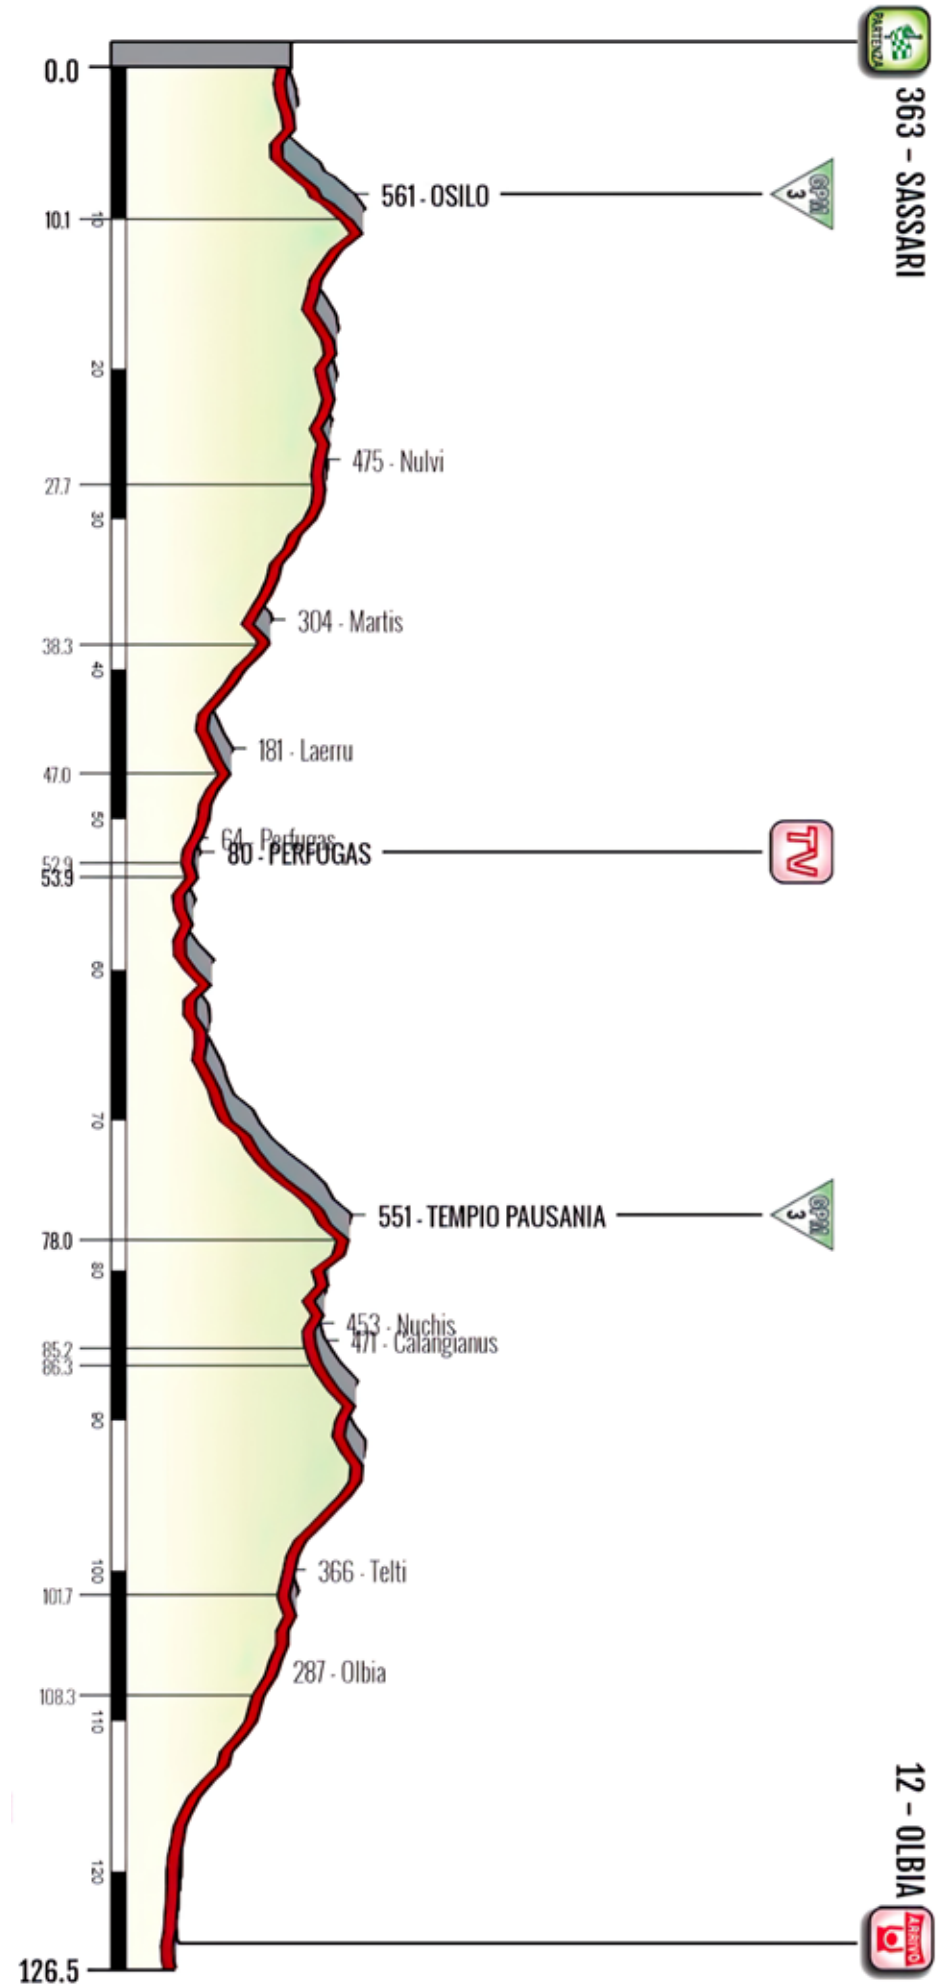 PARTENZA
363 - SASSARI
0.0
561 - OSILO
GPM
3
10.1
10
20
475 - Nulvi
27.7
30
304 - Martis
38.3
40
181 - Laerru
47.0
50
64 - Perfugas
80 - PERFUGAS
TV
52.9
53.9
60
70
551 - TEMPIO PAUSANIA
GPM
3
78.0
80
453 - Nuchis
471 - Calangianus
85.2
86.3
90
100
366 - Telti
101.7
287 - Olbia
108.3
110
120
12 - OLBIA
ARRIVO
126.5